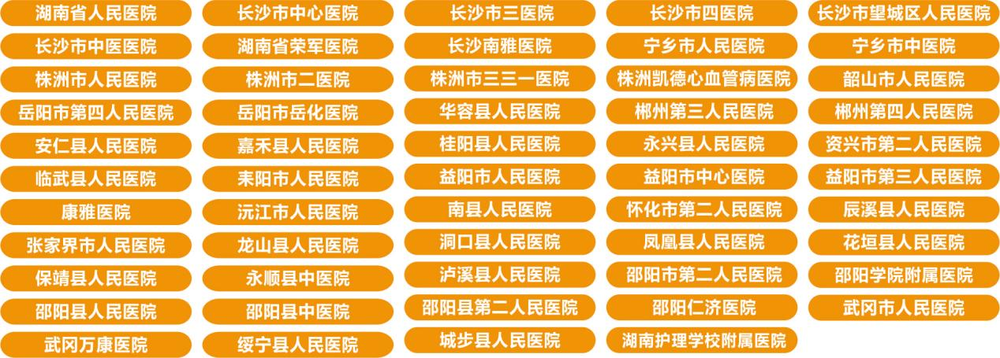 湖南省人民医院
长沙市中心医院
长沙市三医院
长沙市四医院
长沙市望城区人民医院
长沙市中医医院
湖南省荣军医院
长沙南雅医院
宁乡市人民医院
宁乡市中医院
株洲市人民医院
株洲市二医院
株洲市三三一医院
株洲凯德心血管病医院
韶山市人民医院
岳阳市第四人民医院
岳阳市岳化医院
华容县人民医院
郴州第三人民医院
郴州第四人民医院
安仁县人民医院
嘉禾县人民医院
桂阳县人民医院
永兴县人民医院
资兴市第二人民医院
临武县人民医院
耒阳市人民医院
益阳市人民医院
益阳市中心医院
益阳市第三人民医院
康雅医院
沅江市人民医院
南县人民医院
怀化市第二人民医院
辰溪县人民医院
张家界市人民医院
龙山县人民医院
洞口县人民医院
凤凰县人民医院
花垣县人民医院
保靖县人民医院
永顺县中医院
泸溪县人民医院
邵阳市第二人民医院
邵阳学院附属医院
邵阳县人民医院
邵阳县中医院
邵阳县第二人民医院
邵阳仁济医院
武冈市人民医院
武冈万康医院
绥宁县人民医院
城步县人民医院
湖南护理学校附属医院